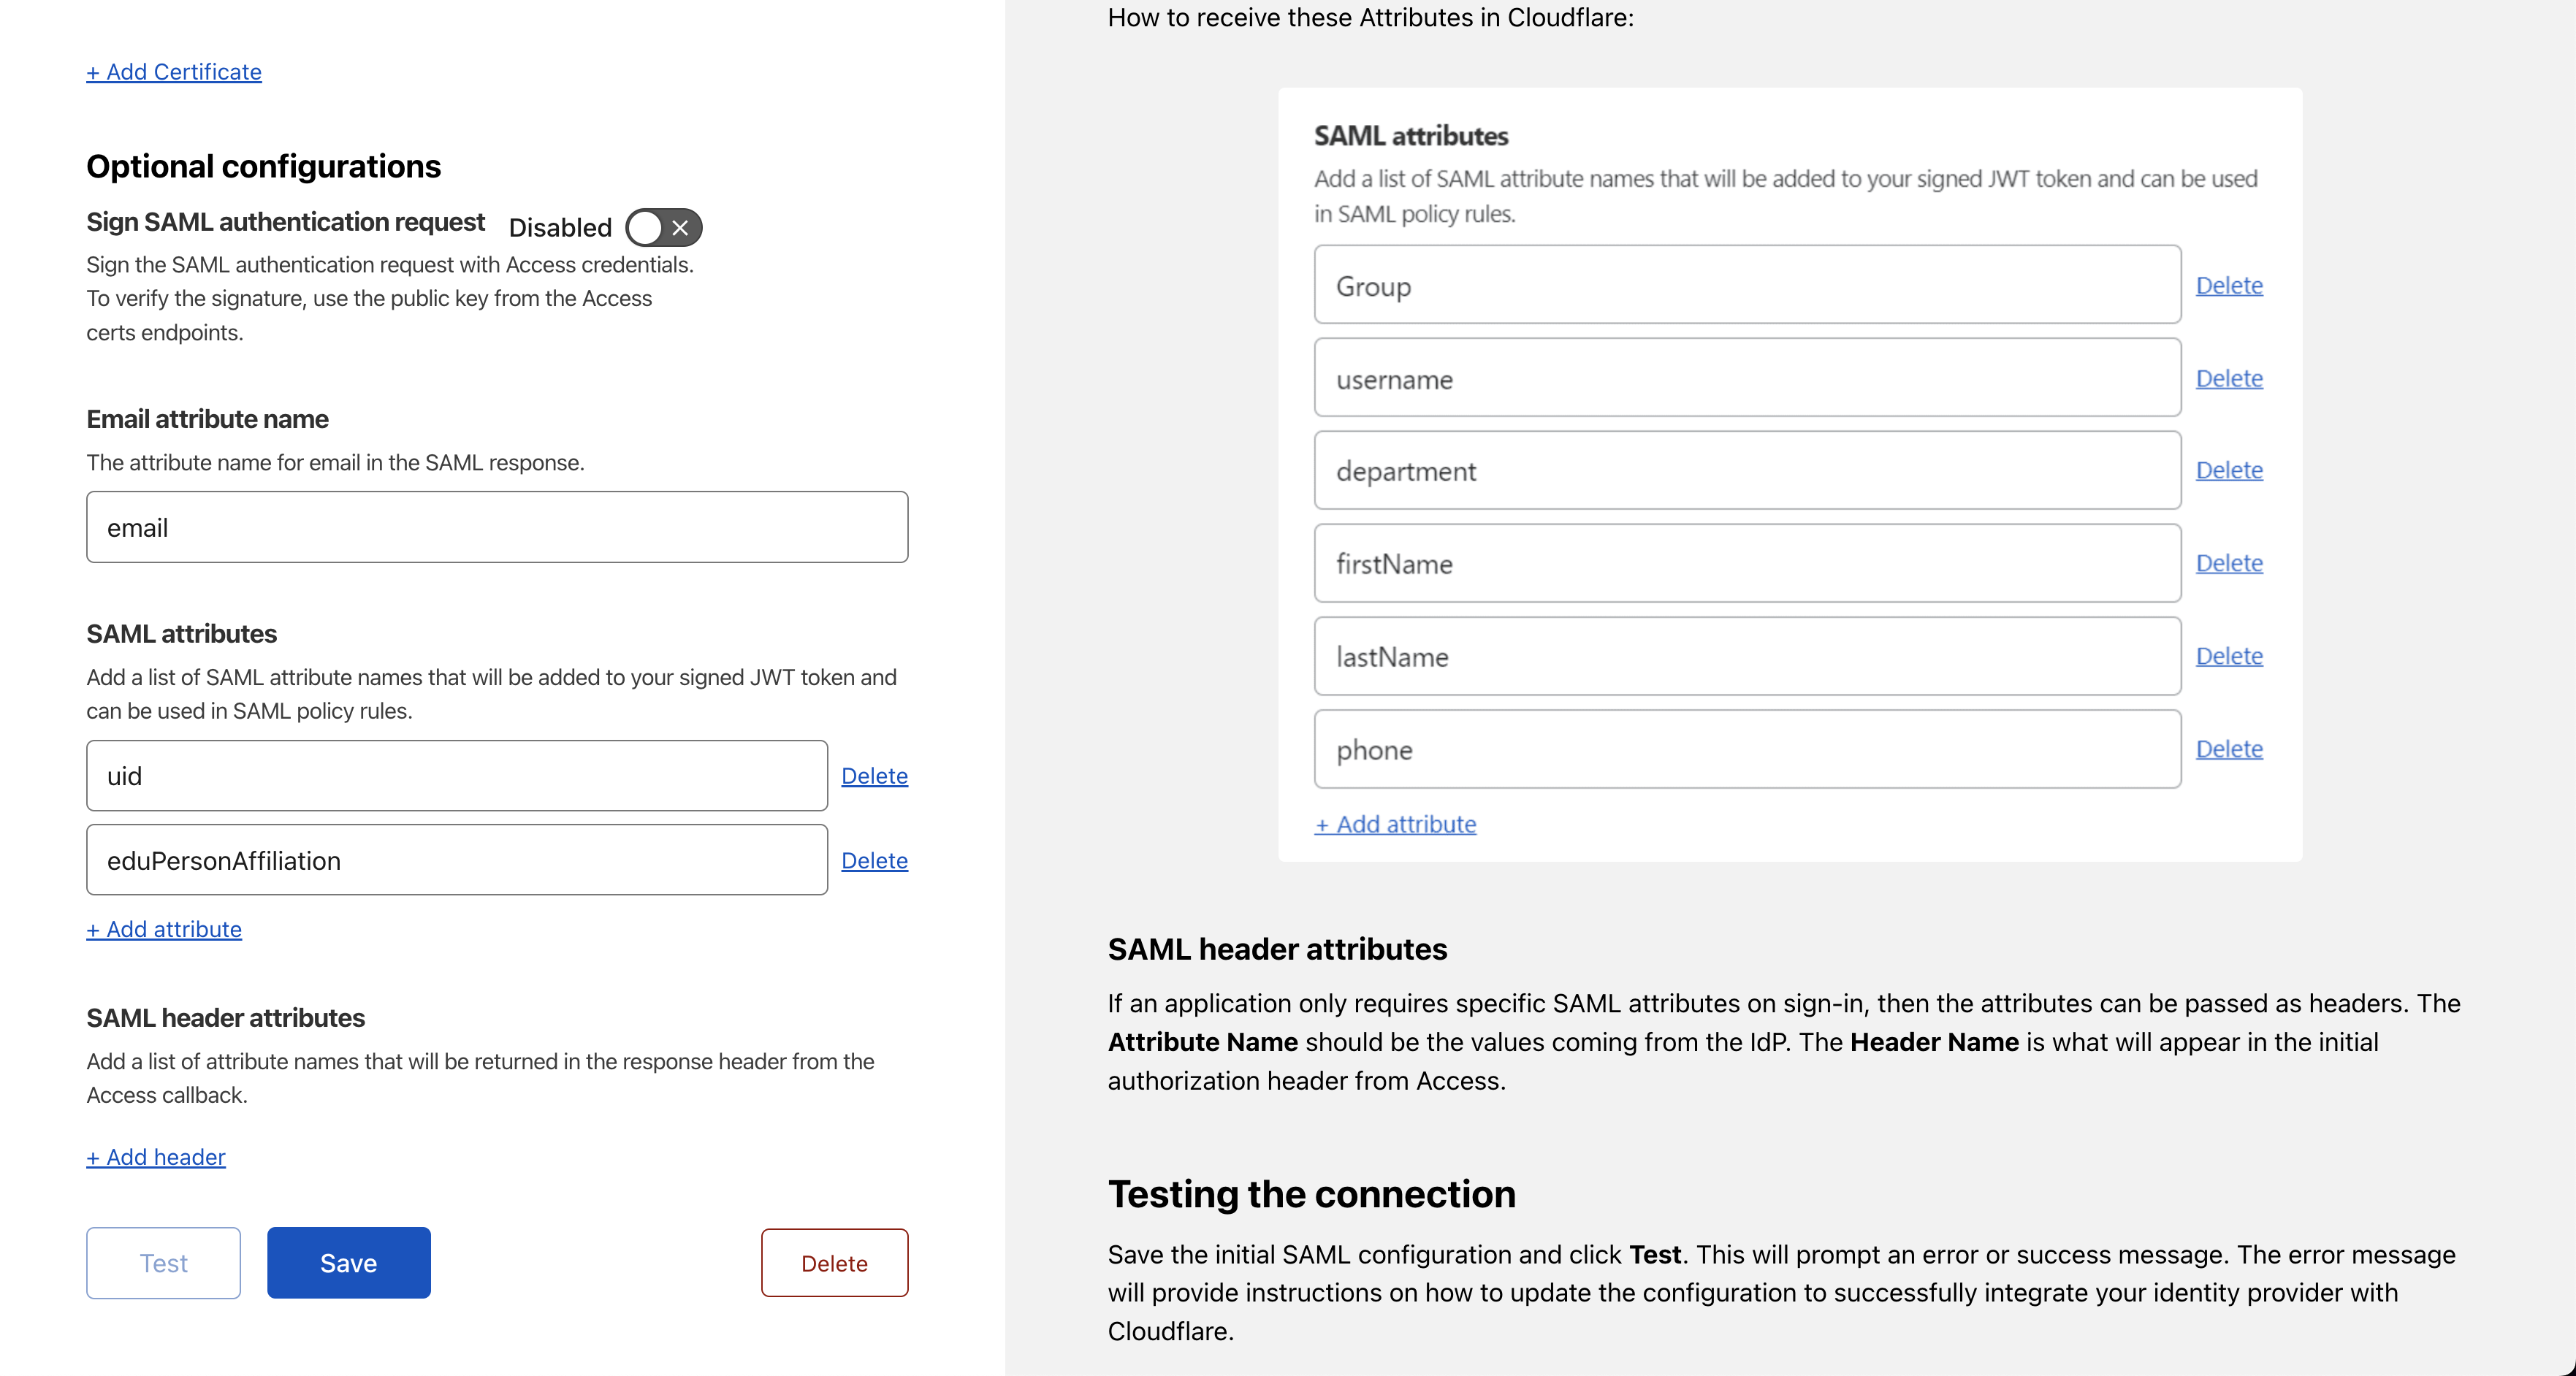 + Add Certificate
Optional configurations
Sign SAML authentication request Disabled
Sign the SAML authentication request with Access credentials.
To verify the signature, use the public key from the Access
certs endpoints.
Email attribute name
The attribute name for email in the SAML response.
email
SAML attributes
Add a list of SAML attribute names that will be added to your signed JWT token and
can be used in SAML policy rules.
uid Delete
eduPersonAffiliation Delete
+ Add attribute
SAML header attributes
Add a list of attribute names that will be returned in the response header from the
Access callback.
+ Add header
Test Save Delete
How to receive these Attributes in Cloudflare:
SAML attributes
Add a list of SAML attribute names that will be added to your signed JWT token and can be used
in SAML policy rules.
Group Delete
username Delete
department Delete
firstName Delete
lastName Delete
phone Delete
+ Add attribute
SAML header attributes
If an application only requires specific SAML attributes on sign-in, then the attributes can be passed as headers. The
Attribute Name should be the values coming from the IdP. The Header Name is what will appear in the initial
authorization header from Access.
Testing the connection
Save the initial SAML configuration and click Test. This will prompt an error or success message. The error message
will provide instructions on how to update the configuration to successfully integrate your identity provider with
Cloudflare.